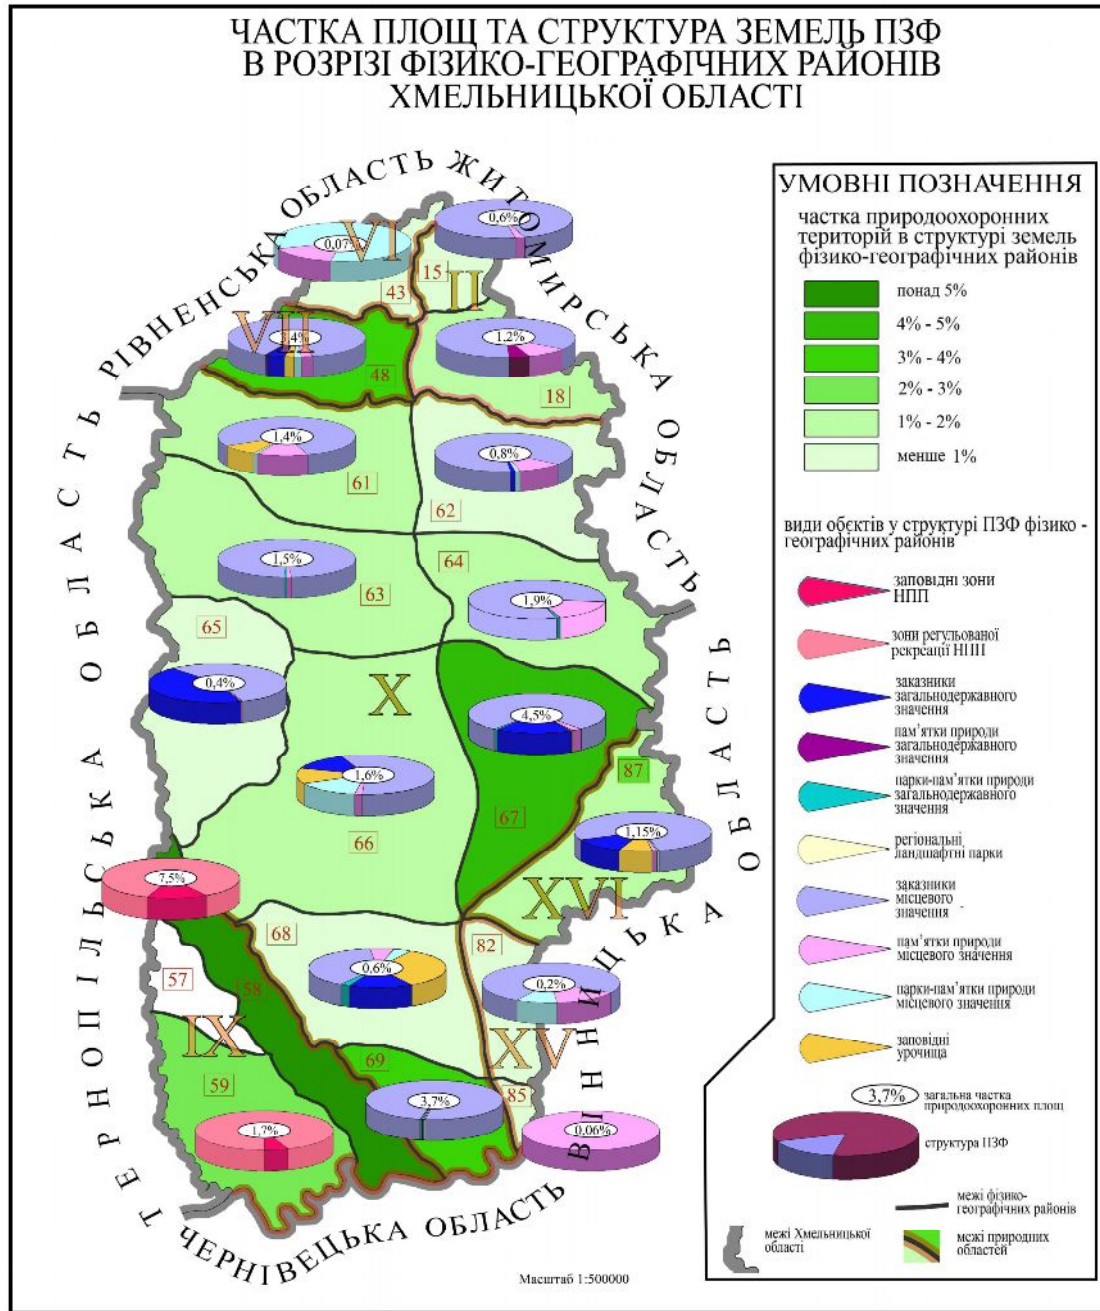 ЧАСТКА ПЛОЩ ТА СТРУКТУРА ЗЕМЕЛЬ ПЗФ
В РОЗРІЗІ ФІЗИКО-ГЕОГРАФІЧНИХ РАЙОНІВ
ХМЕЛЬНИЦЬКОЇ ОБЛАСТІ
РІВНЕНСЬКА ОБЛАСТЬ
ЖИТОМИРСЬКА ОБЛАСТЬ
ТЕРНОПІЛЬСЬКА ОБЛАСТЬ
ВІННИЦЬКА ОБЛАСТЬ
ЧЕРНІВЕЦЬКА ОБЛАСТЬ
0,6%
0,07%
VI
15
43
II
VII
3,4%
1.2%
48
18
1,4%
0,8%
61
62
1,5%
64
63
1,9%
65
0,4%
X
4,5%
87
1,6%
67
66
1,15%
7,5%
XVI
68
82
57
0,6%
58
0,2%
IX
XV
69
59
85
3,7%
1,7%
0.06%
Масштаб 1:500000
УМОВНІ ПОЗНАЧЕННЯ
частка природоохоронних
територій в структурі земель
фізико-географічних районів
понад 5%
4% - 5%
3% - 4%
2% - 3%
1% - 2%
менше 1%
види обєктів у структурі ПЗФ фізико -
географічних районів
заповідні зони
НПП
зони регульованої
рекреації НПП
заказники
загальнодержавного
значення
пам’ятки природи
загальнодержавного
значення
парки-пам’ятки природи
загальнодержавного
значення
регіональні
ландшафтні парки
заказники
місцевого
значення
пам’ятки природи
місцевого значення
парки-пам’ятки природи
місцевого значення
заповідні
урочища
3,7%
загальна частка
природоохоронних площ
структура ПЗФ
межі фізико-
географічних районів
межі Хмельницької
області
межі природних
областей